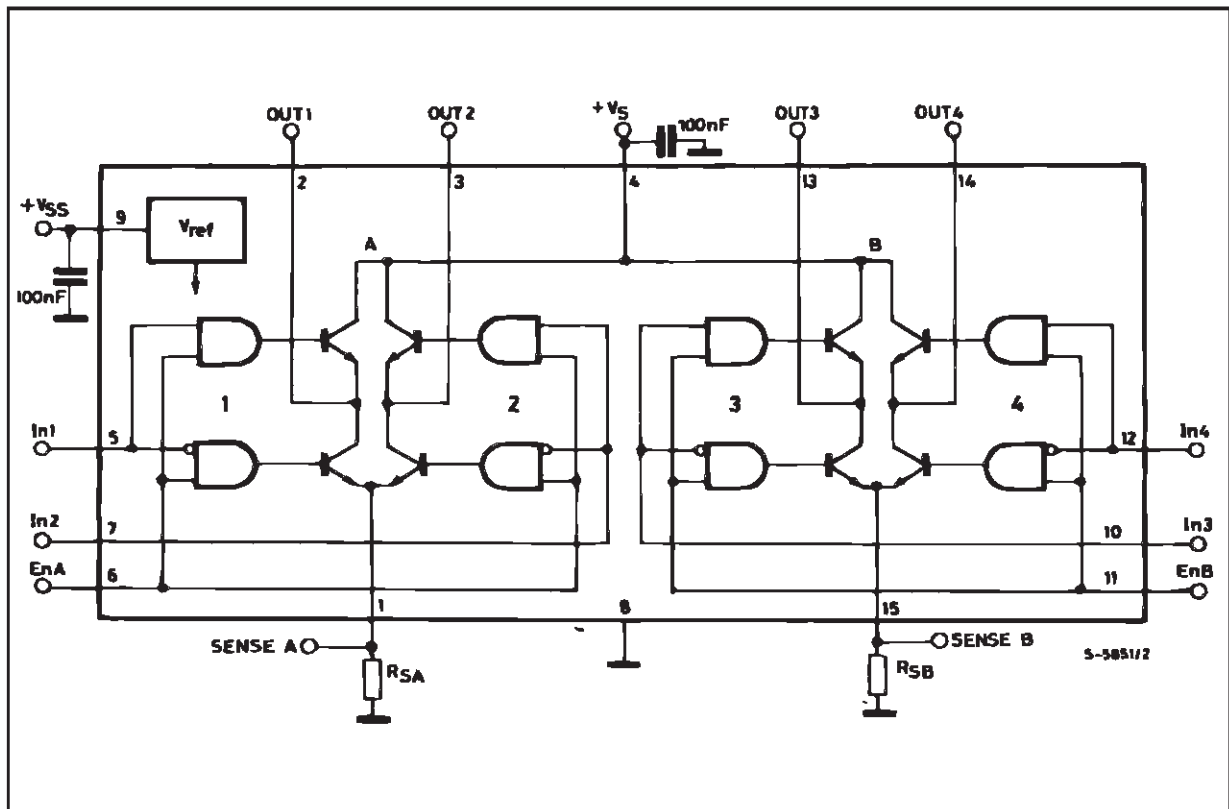 OUT1
OUT2
+VS
100nF
OUT3
OUT4
2
3
4
13
14
+VSS
9
Vref
A
B
100nF
1
2
3
4
In1
5
12
In4
In2
7
10
In3
EnA
6
11
EnB
1
8
15
SENSE A
RSA
SENSE B
RSB
S-5851/2